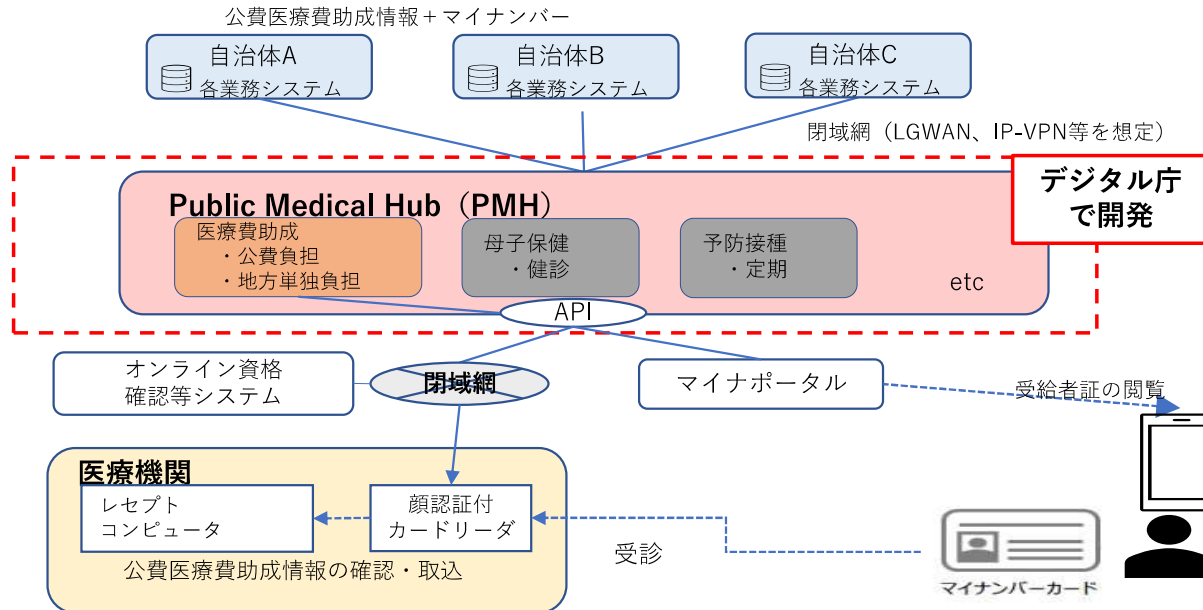 公費医療費助成情報＋マイナンバー
自治体A
各業務システム
自治体B
各業務システム
自治体C
各業務システム
閉域網（LGWAN、IP-VPN等を想定）
デジタル庁
で開発
Public Medical Hub（PMH）
医療費助成
・公費負担
・地方単独負担
母子保健
・健診
予防接種
・定期
etc
API
オンライン資格
確認等システム
閉域網
マイナポータル
受給者証の閲覧
医療機関
レセプト
コンピュータ
顔認証付
カードリーダ
公費医療費助成情報の確認・取込
受診
マイナンバーカード